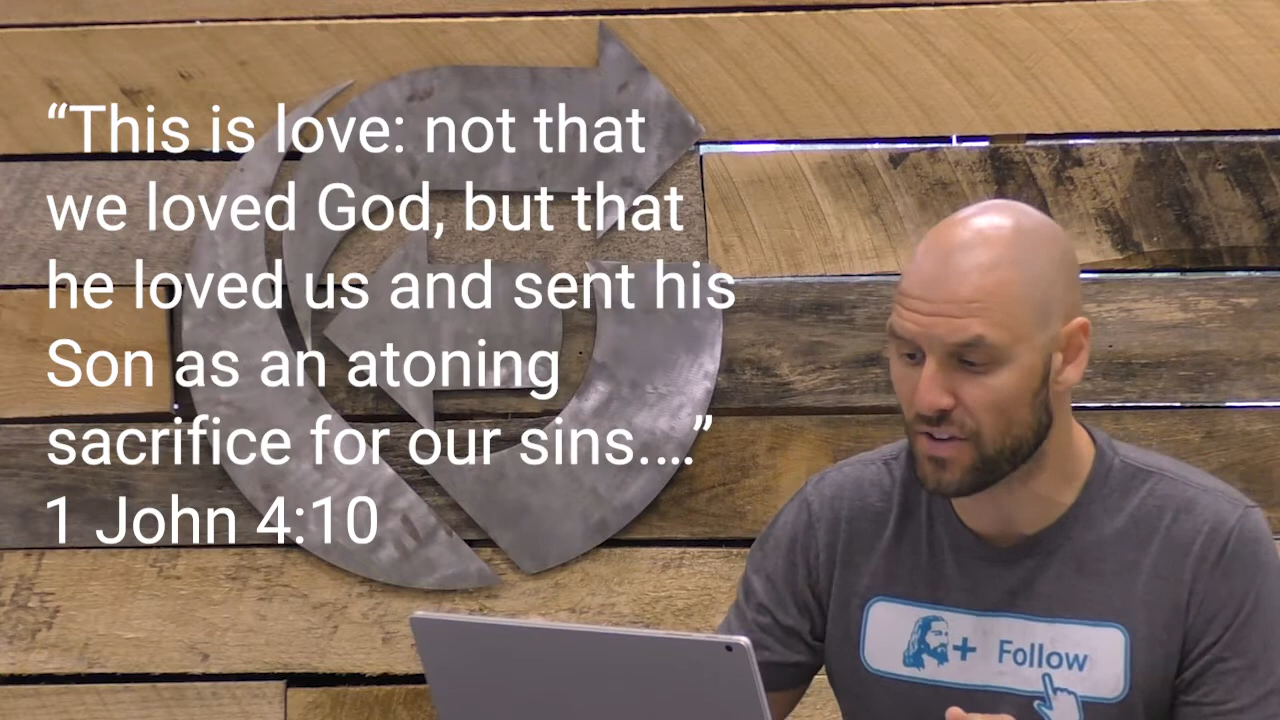 “This is love: not that
we loved God, but that
he loved us and sent his
Son as an atoning
sacrifice for our sins.…”
1 John 4:10
+ Follow